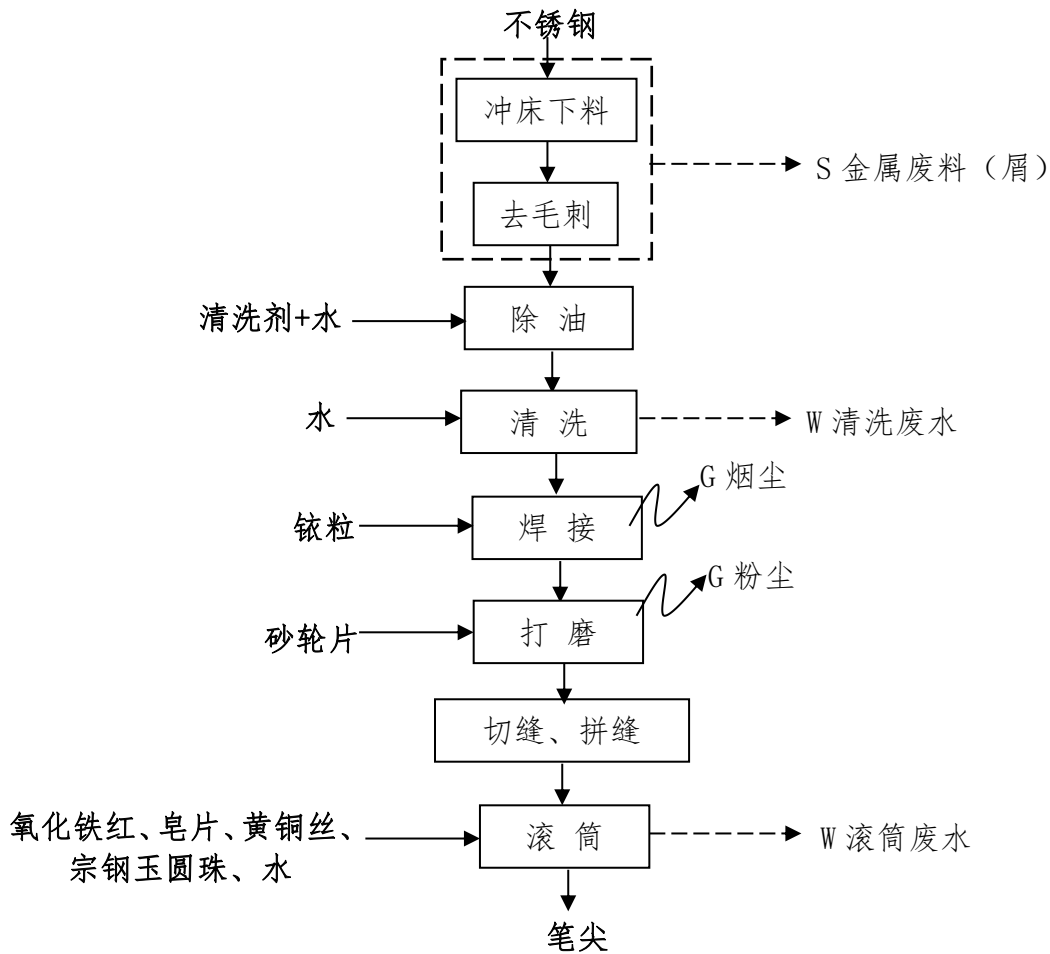 不锈钢
冲床下料
S 金属废料（屑）
去毛刺
清洗剂+水
除 油
水
清 洗
W 清洗废水
G 烟尘
铱粒
焊 接
G 粉尘
砂轮片
打 磨
切缝、拼缝
氧化铁红、皂片、黄铜丝、
宗钢玉圆珠、水
滚 筒
W 滚筒废水
笔尖